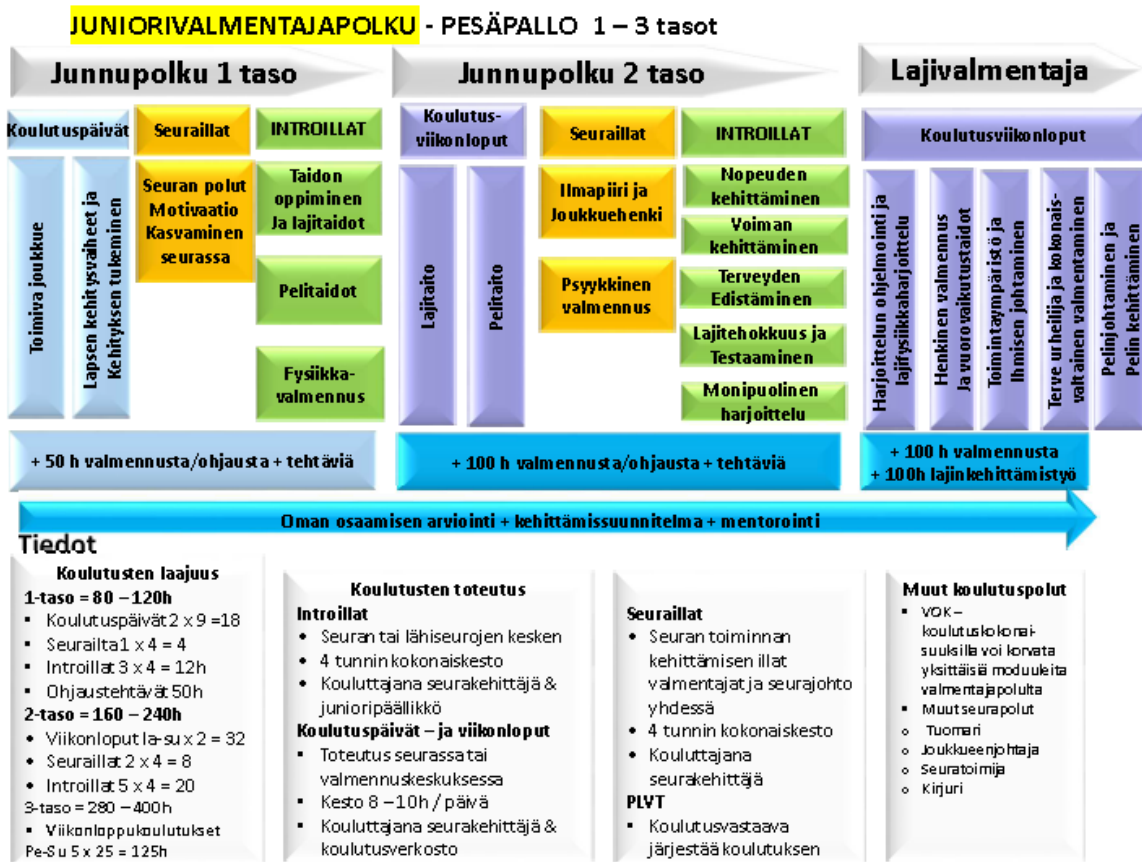 JUNIORIVALMENTAJAPOLKU - PESÄPALLO 1 – 3 tasot
Junnupolku 1 taso
Junnupolku 2 taso
Lajivalmentaja
Koulutuspäivät
Seuraillat
INTROILLAT
Koulutus-
viikonloput
Seuraillat
INTROILLAT
Koulutusviikonloput
Toimiva joukkue
Lapsen kehitysvaiheet ja
Kehityksen tukeminen
Seuran polut
Motivaatio
Kasvaminen
seurassa
Taidon
oppiminen
Ja lajitaidot
Pelitaidot
Fysiikka-
valmennus
Lajitaito
Pelitaito
Ilmapiiri ja
Joukkuehenki
Psyykkinen
valmennus
Nopeuden
kehittäminen
Voiman
kehittäminen
Terveyden
Edistäminen
Lajitehokkuus ja
Testaaminen
Monipuolinen
harjoittelu
Harjoittelun ohjelmointi ja
lajifysiikkaharjoittelu
Henkinen valmennus
Ja vuorovaikutustaidot
Toimintaympäristö ja
Ihmisen johtaminen
Terve urheilija ja kokonais-
valtainen valmentaminen
Pelinjohtaminen ja
Pelin kehittäminen
+ 50 h valmennusta/ohjausta + tehtäviä
+ 100 h valmennusta/ohjausta + tehtäviä
+ 100 h valmennusta
+ 100h lajinkehittämistyö
Oman osaamisen arviointi + kehittämissuunnitelma + mentorointi
Tiedot
Koulutusten laajuus
1-taso = 80 – 120h
▪ Koulutuspäivät 2 x 9 =18
▪ Seurailta 1 x 4 = 4
▪ Introillat 3 x 4 = 12h
▪ Ohjaustehtävät 50h
2-taso = 160 – 240h
• Viikonloput la-su x 2 = 32
• Seuraillat 2 x 4 = 8
• Introillat 5 x 4 = 20
3-taso = 280 – 400h
▪ Viikonloppukoulutukset
Pe-Su 5 x 25 = 125h
Koulutusten toteutus
Introillat
• Seuran tai lähiseurojen kesken
• 4 tunnin kokonaiskesto
• Kouluttajana seurakehittäjä &
junioripäällikkö
Koulutuspäivät – ja viikonloput
▪ Toteutus seurassa tai
valmennuskeskuksessa
▪ Kesto 8 – 10h / päivä
▪ Kouluttajana seurakehittäjä &
koulutusverkosto
Seuraillat
• Seuran toiminnan
kehittämisen illat
valmentajat ja seurajohto
yhdessä
• 4 tunnin kokonaiskesto
• Kouluttajana
seurakehittäjä
PLVT
▪ Koulutusvastaava
järjestää koulutuksen
Muut koulutuspolut
▪ VOK –
koulutuskokonai-
suuksilla voi korvata
yksittäisiä moduuleita
valmentajapolulta
▪ Muut seurapolut
o Tuomari
o Joukkueenjohtaja
o Seuratoimija
o Kirjuri